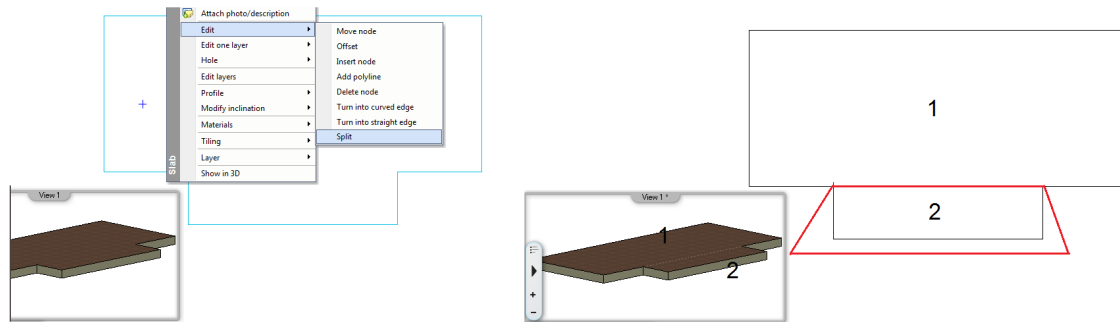 Attach photo/description
Edit
Edit one layer
Hole
Edit layers
Profile
Modify inclination
Materials
Tiling
Layer
Show in 3D
Slab
Move node
Offset
Insert node
Add polyline
Delete node
Turn into curved edge
Turn into straight edge
Split
View 1
View 1 *
1
2
1
2